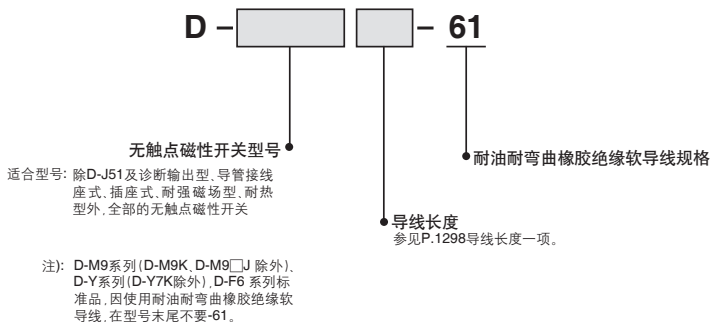 D － － 61
无触点磁性开关型号
适合型号: 除D-J51及诊断输出型、导管接线
座式、插座式、耐强磁场型、耐热
型外,全部的无触点磁性开关
耐油耐弯曲橡胶绝缘软导线规格
导线长度
参见P.1298导线长度一项。
注): D-M9系列(D-M9K、D-M9□J 除外)、
D-Y系列(D-Y7K除外),D-F6 系列标
准品,因使用耐油耐弯曲橡胶绝缘软
导线,在型号末尾不要-61。